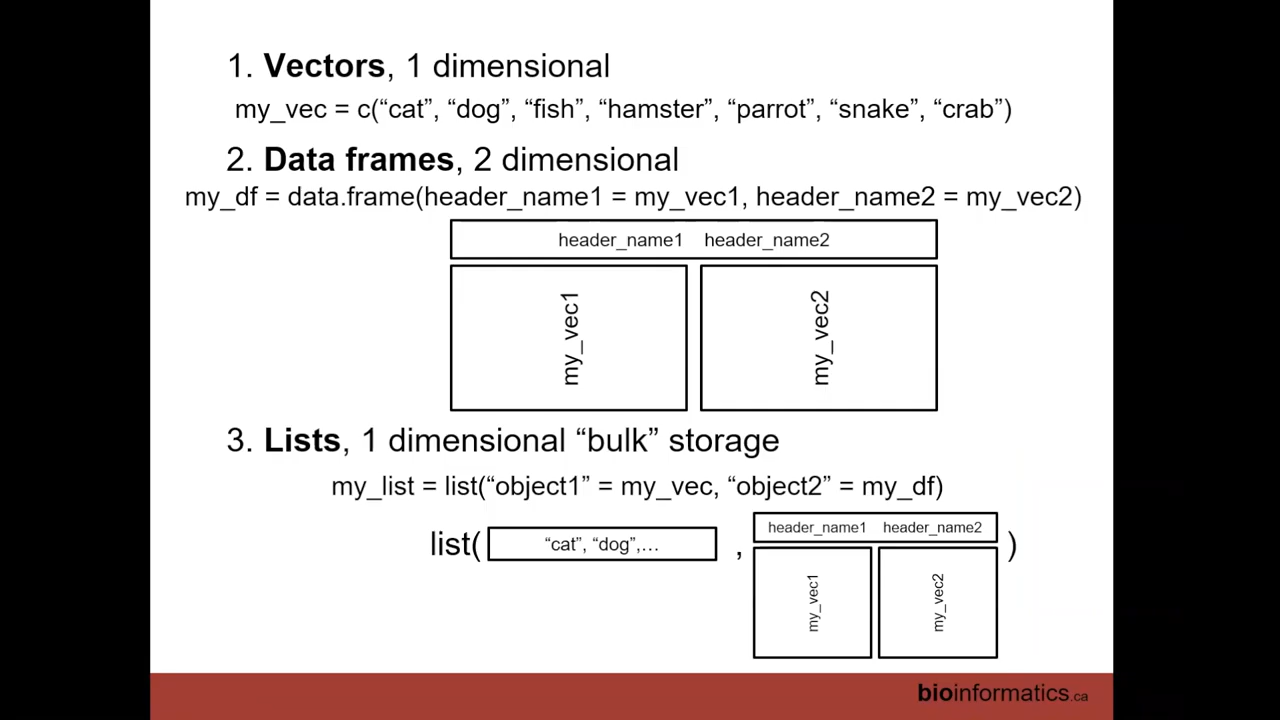 1. Vectors, 1 dimensional
my_vec = c(“cat”, “dog”, “fish”, “hamster”, “parrot”, “snake”, “crab”)
2. Data frames, 2 dimensional
my_df = data.frame(header_name1 = my_vec1, header_name2 = my_vec2)
header_name1 header_name2
my_vec1 my_vec2
3. Lists, 1 dimensional “bulk” storage
my_list = list(“object1” = my_vec, “object2” = my_df)
header_name1 header_name2
list( “cat”, “dog”,… , )
my_vec1 my_vec2
bioinformatics.ca